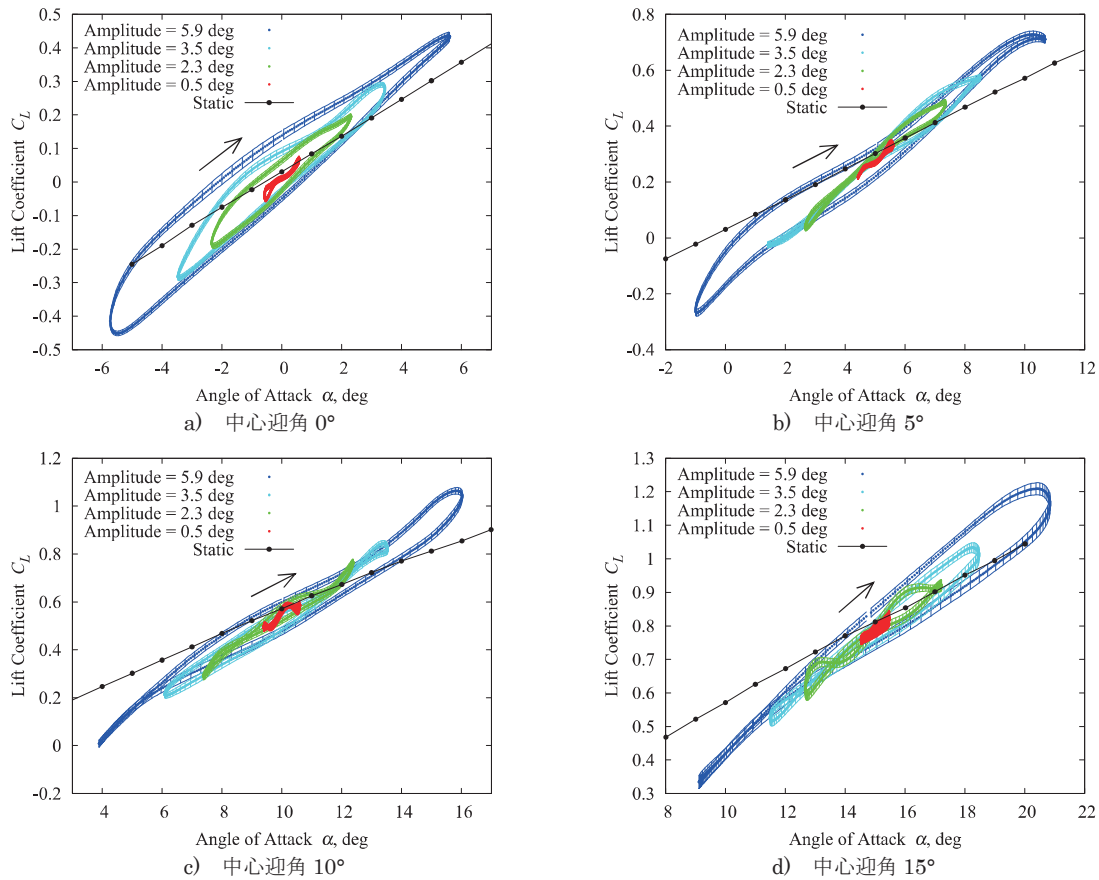 0.5
0.4
0.3
0.2
0.1
0
-0.1
-0.2
-0.3
-0.4
-0.5
Lift Coefficient C_L
Amplitude = 5.9 deg
Amplitude = 3.5 deg
Amplitude = 2.3 deg
Amplitude = 0.5 deg
Static
-6 -4 -2 0 2 4 6
Angle of Attack α, deg
a) 中心迎角 0°
0.8
0.6
0.4
0.2
0
-0.2
-0.4
Lift Coefficient C_L
Amplitude = 5.9 deg
Amplitude = 3.5 deg
Amplitude = 2.3 deg
Amplitude = 0.5 deg
Static
-2 0 2 4 6 8 10 12
Angle of Attack α, deg
b) 中心迎角 5°
1.2
1
0.8
0.6
0.4
0.2
0
-0.2
Lift Coefficient C_L
Amplitude = 5.9 deg
Amplitude = 3.5 deg
Amplitude = 2.3 deg
Amplitude = 0.5 deg
Static
4 6 8 10 12 14 16
Angle of Attack α, deg
c) 中心迎角 10°
1.3
1.2
1.1
1
0.9
0.8
0.7
0.6
0.5
0.4
0.3
Lift Coefficient C_L
Amplitude = 5.9 deg
Amplitude = 3.5 deg
Amplitude = 2.3 deg
Amplitude = 0.5 deg
Static
8 10 12 14 16 18 20 22
Angle of Attack α, deg
d) 中心迎角 15°